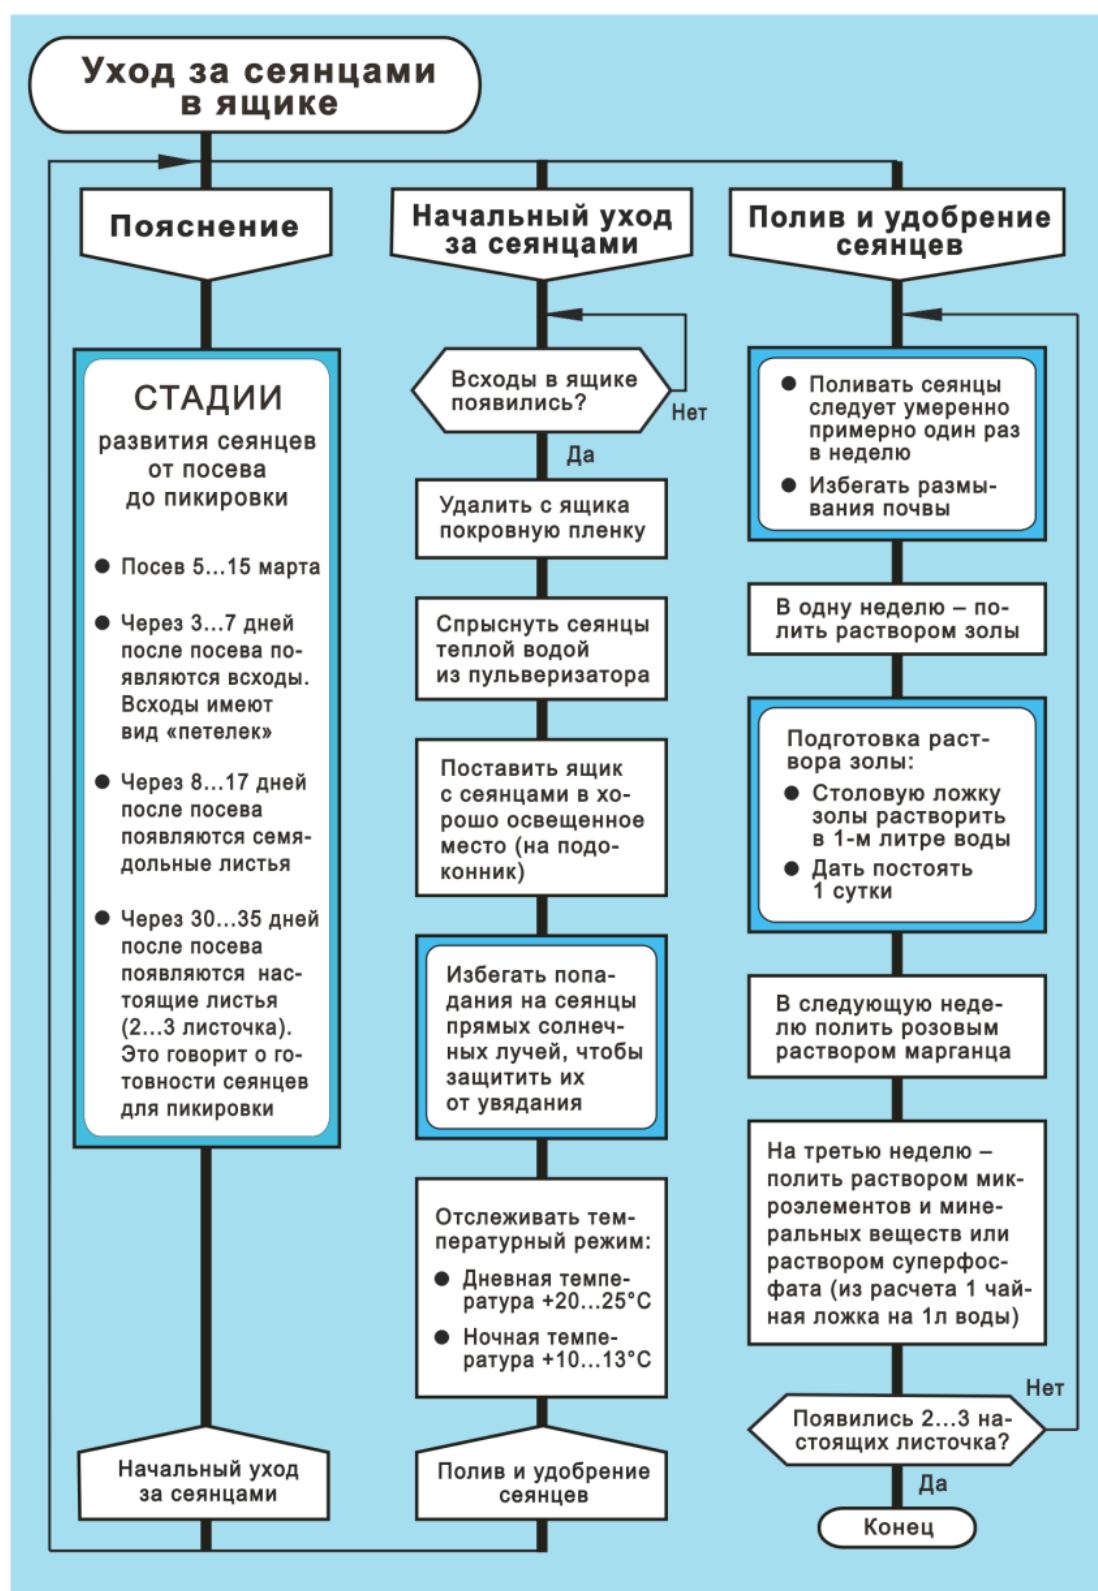 Уход за сеянцами
в ящике
Пояснение
СТАДИИ
развития сеянцев
от посева
до пикировки
● Посев 5...15 марта
● Через 3...7 дней
после посева по-
являются всходы.
Всходы имеют
вид «петелек»
● Через 8...17 дней
после посева
появляются семя-
дольные листья
● Через 30...35 дней
после посева
появляются нас-
тоящие листья
(2...3 листочка).
Это говорит о го-
товности сеянцев
для пикировки
Начальный уход
за сеянцами
Начальный уход
за сеянцами
Всходы в ящике
появились?
Нет
Да
Удалить с ящика
покровную пленку
Спрыснуть сеянцы
теплой водой
из пульверизатора
Поставить ящик
с сеянцами в хо-
рошо освещенное
место (на подо-
конник)
Избегать попа-
дания на сеянцы
прямых солнеч-
ных лучей, чтобы
защитить их
от увядания
Отслеживать тем-
пературный режим:
● Дневная темпе-
ратура +20...25°С
● Ночная темпе-
ратура +10...13°С
Полив и удобрение
сеянцев
Полив и удобрение
сеянцев
● Поливать сеянцы
следует умеренно
примерно один раз
в неделю
● Избегать размы-
вания почвы
В одну неделю – по-
лить раствором золы
Подготовка раст-
вора золы:
● Столовую ложку
золы растворить
в 1-м литре воды
● Дать постоять
1 сутки
В следующую неде-
лю полить розовым
раствором марганца
На третью неделю –
полить раствором мик-
роэлементов и мине-
ральных веществ или
раствором суперфос-
фата (из расчета 1 чай-
ная ложка на 1л воды)
Нет
Появились 2...3 на-
стоящих листочка?
Да
Конец